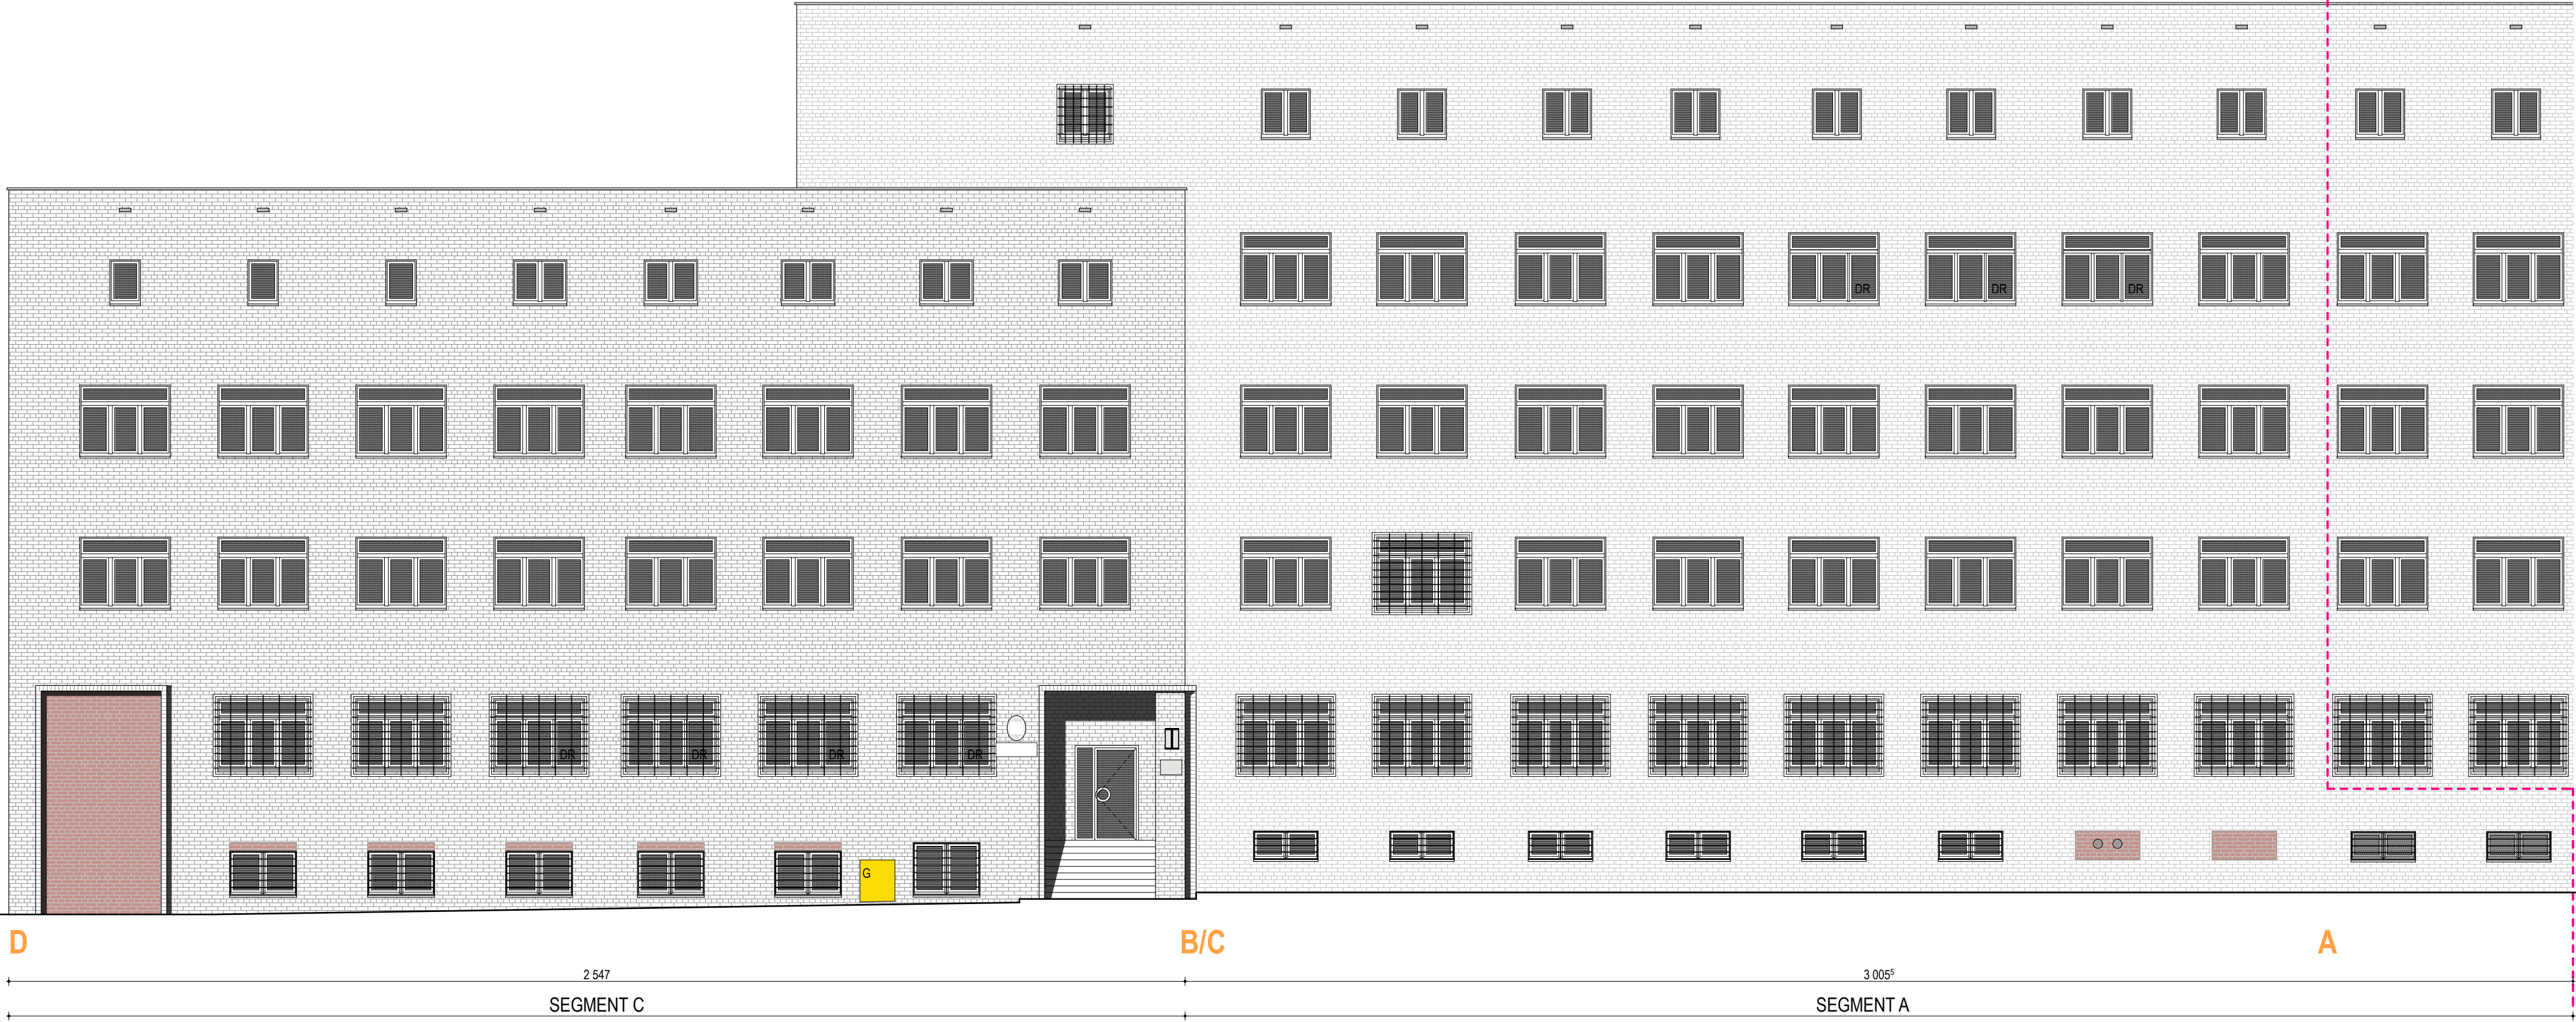 DR DR DR
DR DR DR DR
G
D B/C A
2 547 3 005⁵
SEGMENT C SEGMENT A